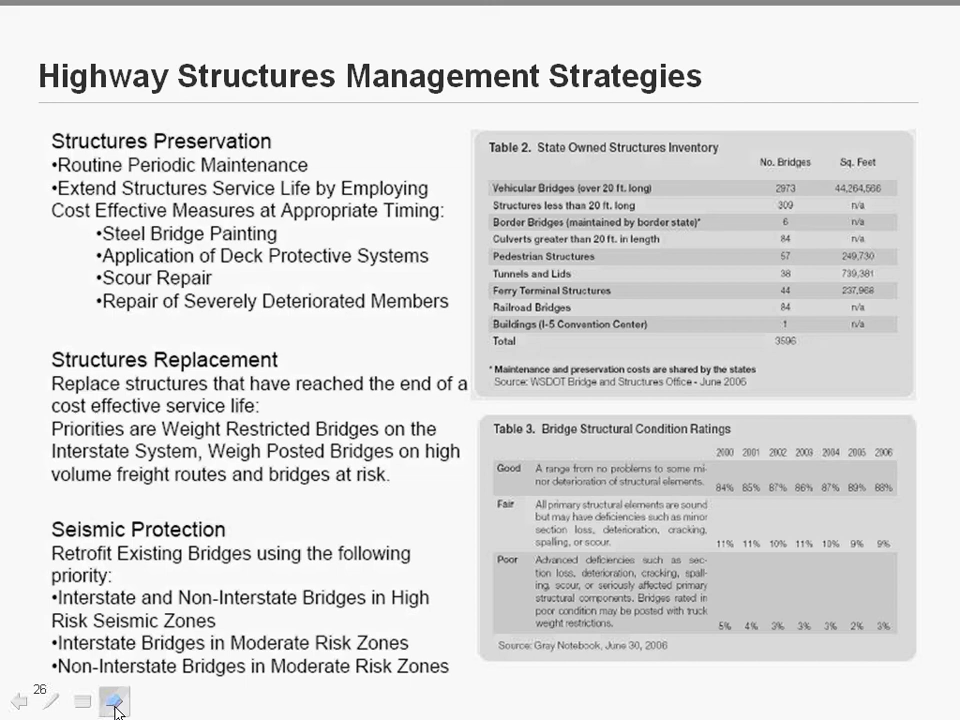 Highway Structures Management Strategies
Structures Preservation
•Routine Periodic Maintenance
•Extend Structures Service Life by Employing
Cost Effective Measures at Appropriate Timing:
•Steel Bridge Painting
•Application of Deck Protective Systems
•Scour Repair
•Repair of Severely Deteriorated Members
Structures Replacement
Replace structures that have reached the end of a
cost effective service life:
Priorities are Weight Restricted Bridges on the
Interstate System, Weigh Posted Bridges on high
volume freight routes and bridges at risk.
Seismic Protection
Retrofit Existing Bridges using the following
priority:
•Interstate and Non-Interstate Bridges in High
Risk Seismic Zones
•Interstate Bridges in Moderate Risk Zones
•Non-Interstate Bridges in Moderate Risk Zones
Table 2. State Owned Structures Inventory
No. Bridges Sq. Feet
Vehicular Bridges (over 20 ft. long) 2973 44,264,566
Structures less than 20 ft. long 309 n/a
Border Bridges (maintained by border state)* 6 n/a
Culverts greater than 20 ft. in length 84 n/a
Pedestrian Structures 57 249,730
Tunnels and Lids 38 739,381
Ferry Terminal Structures 44 237,968
Railroad Bridges 84 n/a
Buildings (I-5 Convention Center) 1 n/a
Total 3596
* Maintenance and preservation costs are shared by the states
Source: WSDOT Bridge and Structures Office - June 2006
Table 3. Bridge Structural Condition Ratings
2000 2001 2002 2003 2004 2005 2006
Good A range from no problems to some mi-
nor deterioration of structural elements. 84% 85% 87% 86% 87% 89% 88%
Fair All primary structural elements are sound
but may have deficiencies such as minor
section loss, deterioration, cracking,
spalling, or scour. 11% 11% 10% 11% 10% 9% 9%
Poor Advanced deficiencies such as sec-
tion loss, deterioration, cracking, spall-
ing, scour, or seriously affected primary
structural components. Bridges rated in
poor condition may be posted with truck
weight restrictions. 5% 4% 3% 3% 3% 2% 3%
Source: Gray Notebook, June 30, 2006
26